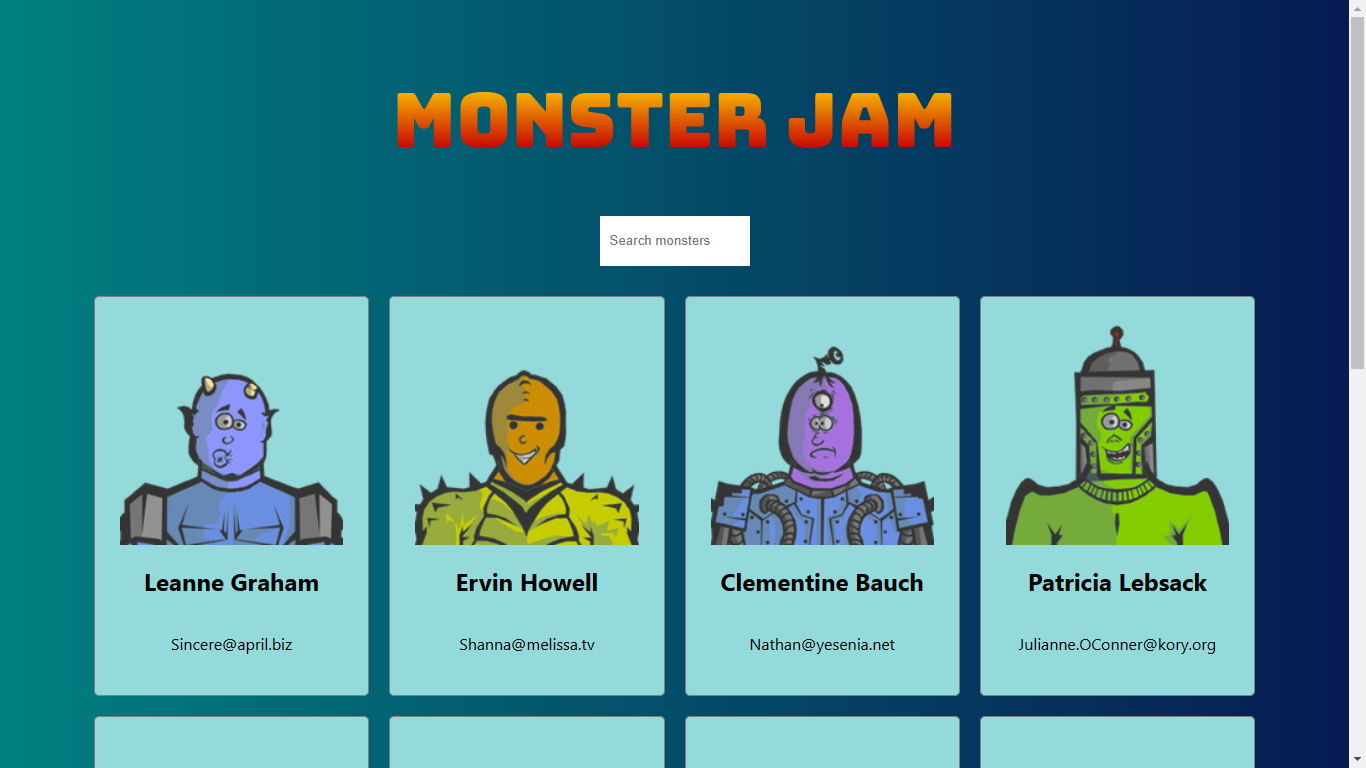 MONSTER JAM
Search monsters
Leanne Graham
Ervin Howell
Clementine Bauch
Patricia Lebsack
Sincere@april.biz
Shanna@melissa.tv
Nathan@yesenia.net
Julianne.OConner@kory.org